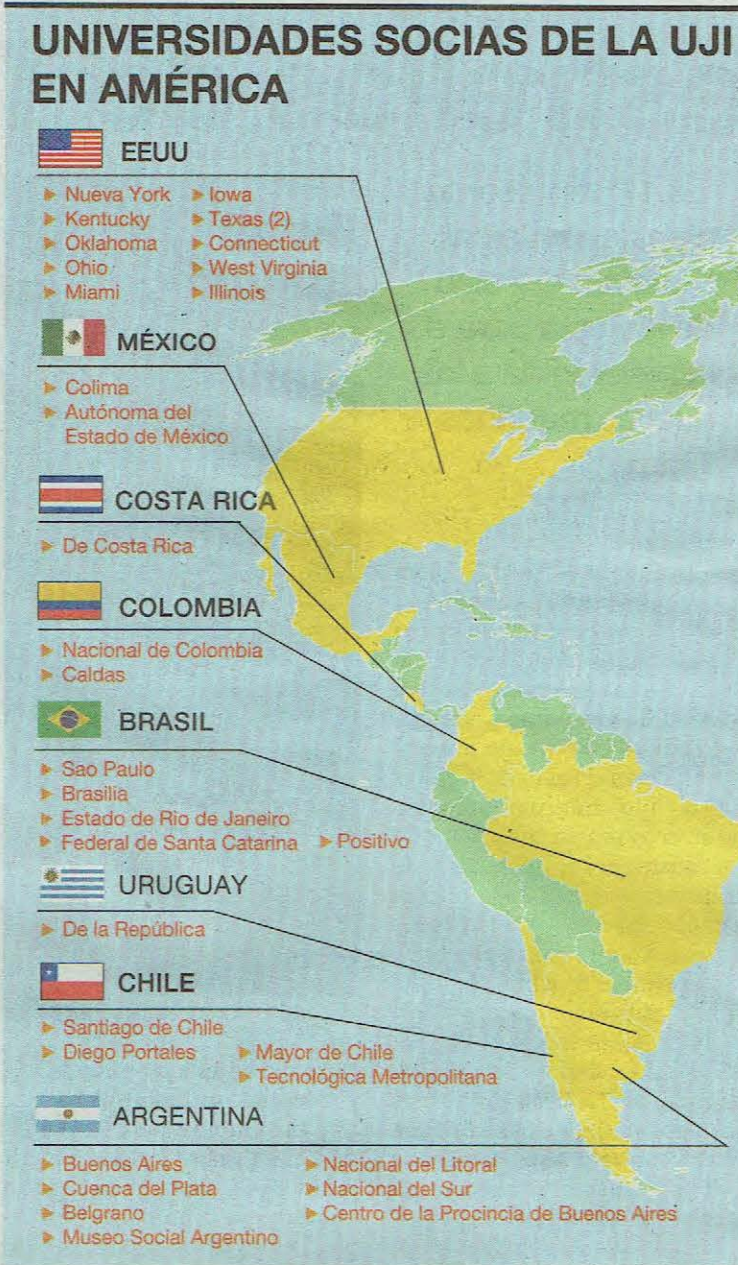 UNIVERSIDADES SOCIAS DE LA UJI
EN AMÉRICA
EEUU
Nueva York
Kentucky
Oklahoma
Ohio
Miami
Iowa
Texas (2)
Connecticut
West Virginia
Illinois
MÉXICO
Colima
Autónoma del
Estado de México
COSTA RICA
De Costa Rica
COLOMBIA
Nacional de Colombia
Caldas
BRASIL
Sao Paulo
Brasilia
Estado de Rio de Janeiro
Federal de Santa Catarina
Positivo
URUGUAY
De la República
CHILE
Santiago de Chile
Diego Portales
Mayor de Chile
Tecnológica Metropolitana
ARGENTINA
Buenos Aires
Cuenca del Plata
Belgrano
Museo Social Argentino
Nacional del Litoral
Nacional del Sur
Centro de la Procincia de Buenos Aires